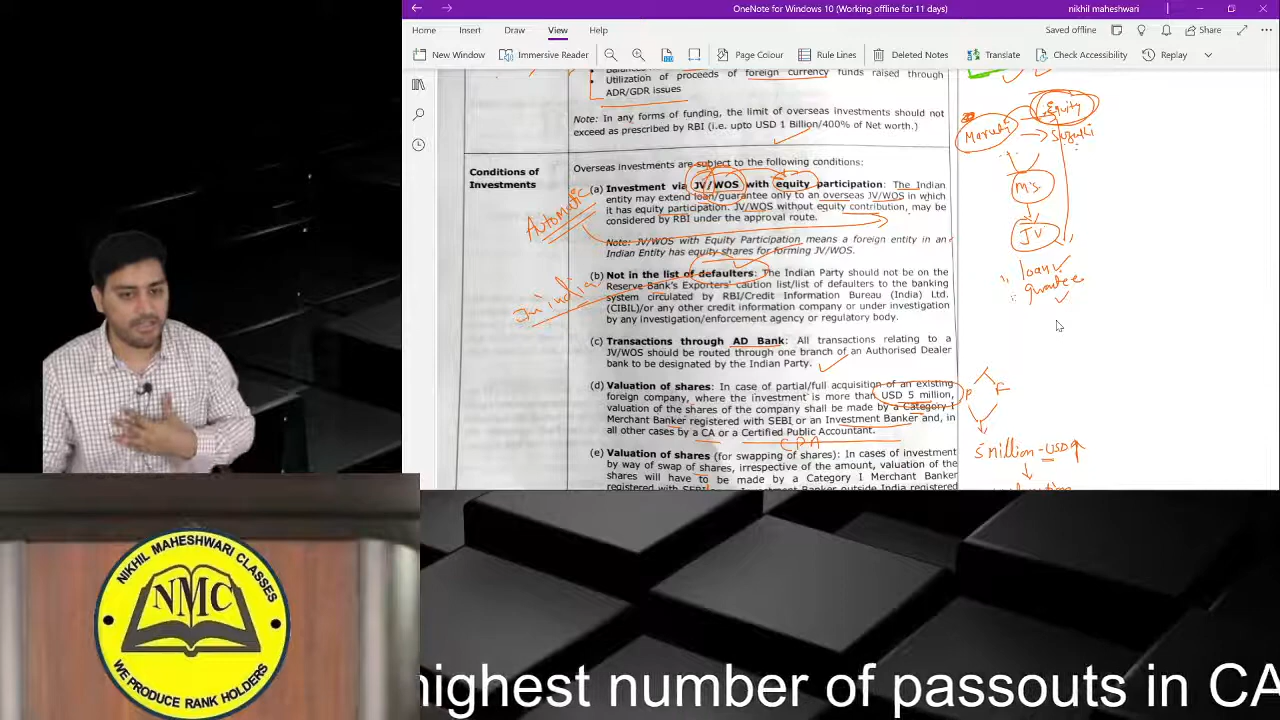 OneNote for Windows 10 (Working offline for 11 days)
nikhil maheshwari
Home Insert Draw View Help
Saved offline
New Window Immersive Reader Page Colour Rule Lines Deleted Notes Translate Check Accessibility Replay
Utilization of proceeds of foreign currency funds raised through
ADR/GDR issues
Note: In any forms of funding, the limit of overseas investments should not
exceed as prescribed by RBI (i.e. upto USD 1 Billion/400% of Net worth.)
Conditions of
Investments
Overseas investments are subject to the following conditions:
(a) Investment via JV/WOS with equity participation: The Indian
entity may extend loan/guarantee only to an overseas JV/WOS in which
it has equity participation. JV/WOS without equity contribution, may be
considered by RBI under the approval route.
Note: JV/WOS with Equity Participation means a foreign entity in an
Indian Entity has equity shares for forming JV/WOS.
(b) Not in the list of defaulters: The Indian Party should not be on the
Reserve Bank's Exporters' caution list/list of defaulters to the banking
system circulated by RBI/Credit Information Bureau (India) Ltd.
(CIBIL)/or any other credit information company or under investigation
by any investigation/enforcement agency or regulatory body.
(c) Transactions through AD Bank: All transactions relating to a
JV/WOS should be routed through one branch of an Authorised Dealer
bank to be designated by the Indian Party.
(d) Valuation of shares: In case of partial/full acquisition of an existing
foreign company, where the investment is more than USD 5 million,
valuation of the shares of the company shall be made by a Category I
Merchant Banker registered with SEBI or an Investment Banker and, in
all other cases by a CA or a Certified Public Accountant.
CPA
(e) Valuation of shares (for swapping of shares): In cases of investment
by way of swap of shares, irrespective of the amount, valuation of the
shares will have to be made by a Category I Merchant Banker
Automatic
In india
Equity
Maruti
Suzuki
M.S.
JV
loan
P F
5 million - USD
NIKHIL MAHESHWARI CLASSES
NMC
WE PRODUCE RANK HOLDERS
highest number of passouts in CA